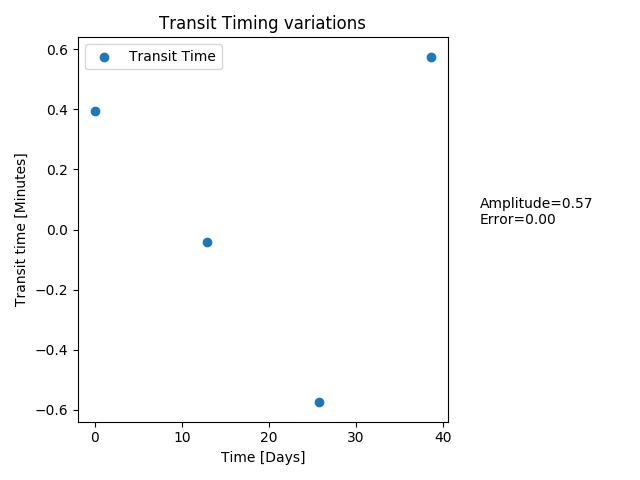 Transit Timing variations
Transit Time
Transit time [Minutes]
0.6
0.4
0.2
0.0
−0.2
−0.4
−0.6
0
10
20
30
40
Time [Days]
Amplitude=0.57
Error=0.00